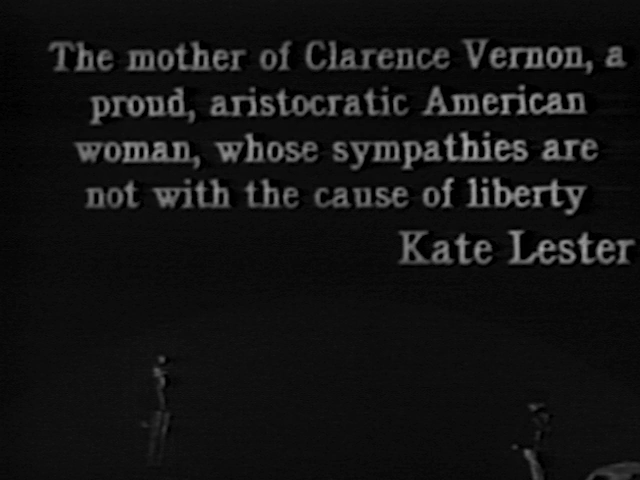 The mother of Clarence Vernon, a
proud, aristocratic American
woman, whose sympathies are
not with the cause of liberty
Kate Lester